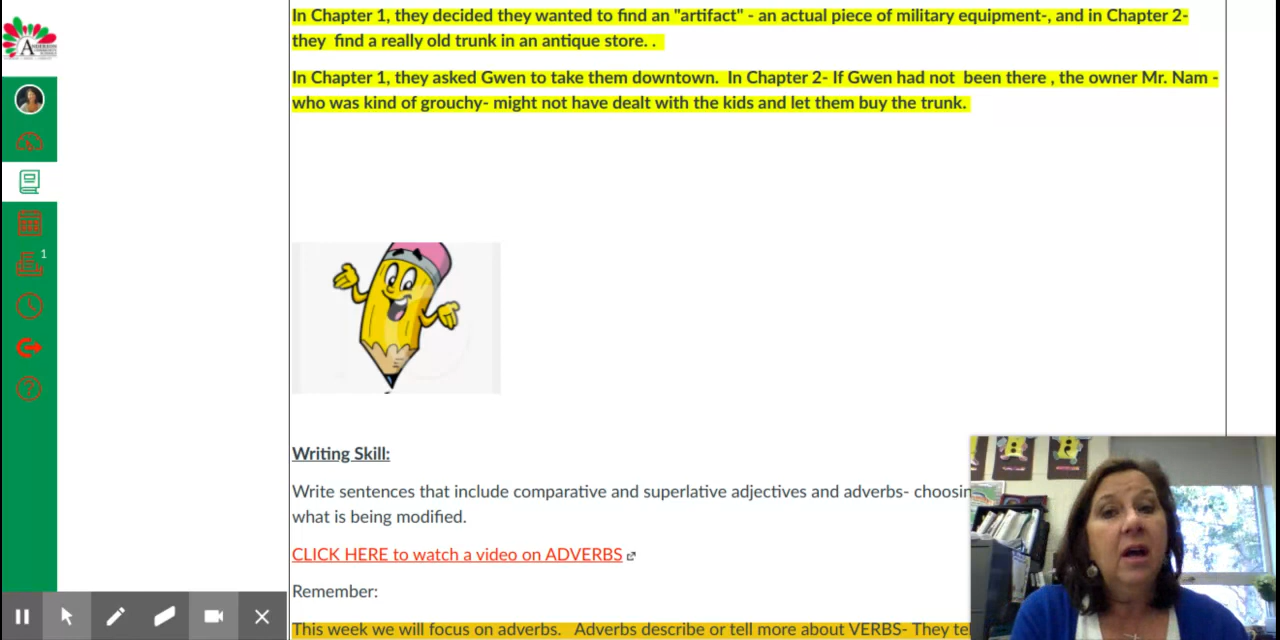 In Chapter 1, they decided they wanted to find an "artifact" - an actual piece of military equipment-, and in Chapter 2-
they find a really old trunk in an antique store. .
In Chapter 1, they asked Gwen to take them downtown. In Chapter 2- If Gwen had not been there , the owner Mr. Nam -
who was kind of grouchy- might not have dealt with the kids and let them buy the trunk.
ANDERSON
1
Writing Skill:
Write sentences that include comparative and superlative adjectives and adverbs- choosin
what is being modified.
CLICK HERE to watch a video on ADVERBS
Remember:
This week we will focus on adverbs. Adverbs describe or tell more about VERBS- They tel